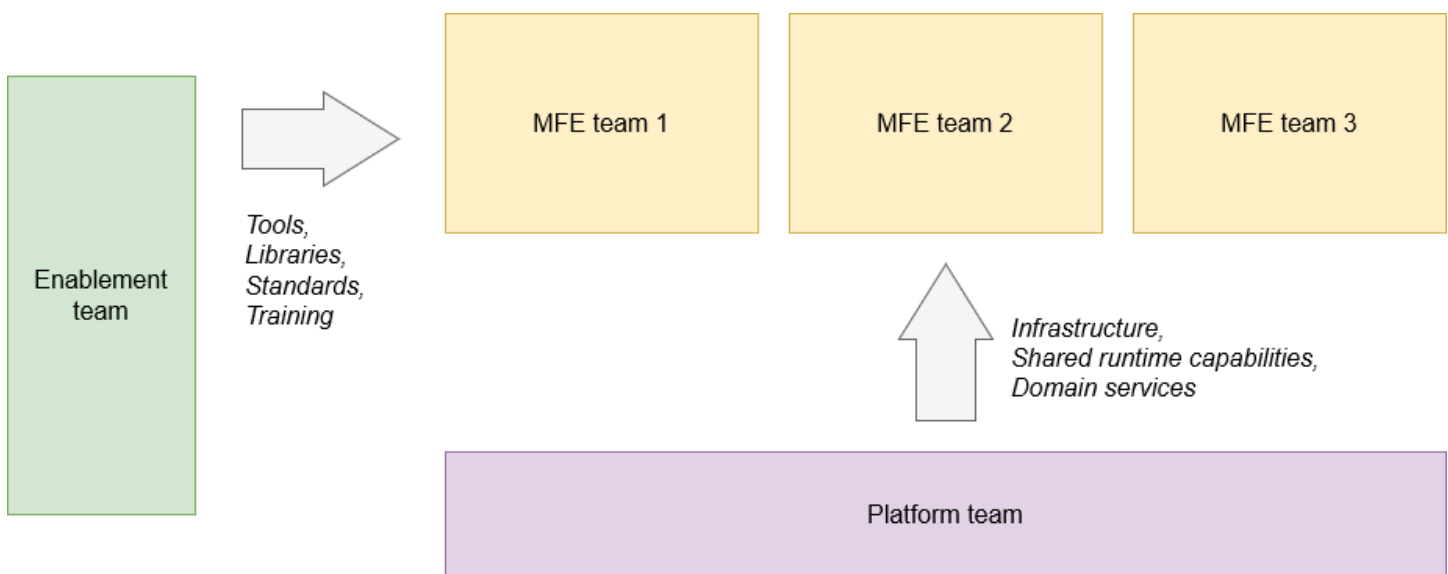 MFE team 1
MFE team 2
MFE team 3
Enablement
team
Tools,
Libraries,
Standards,
Training
Infrastructure,
Shared runtime capabilities,
Domain services
Platform team